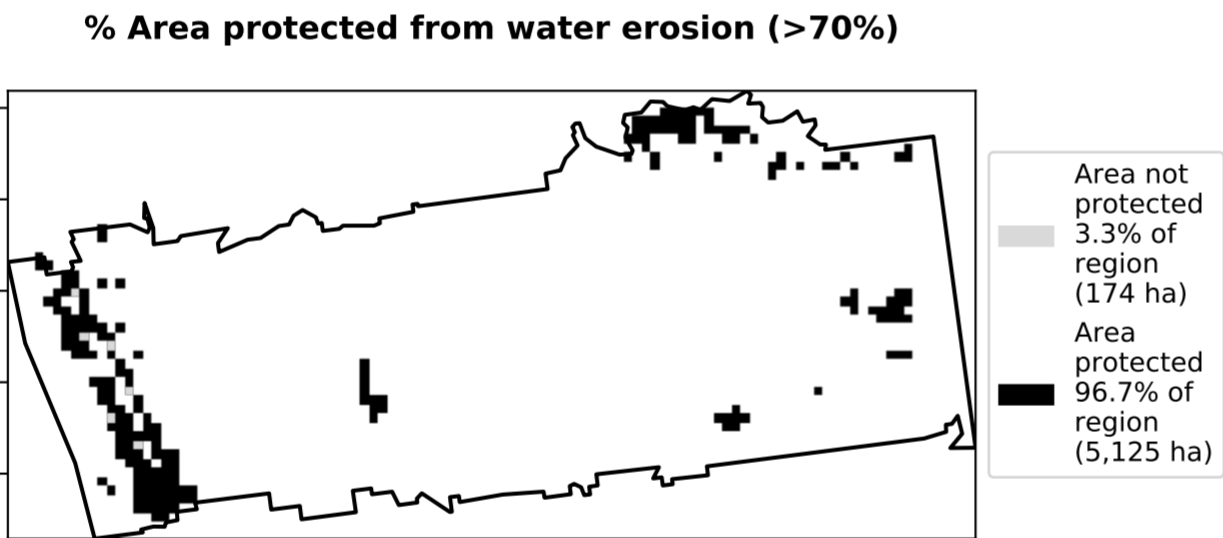 % Area protected from water erosion (>70%)
Area not
protected
3.3% of
region
(174 ha)
Area
protected
96.7% of
region
(5,125 ha)